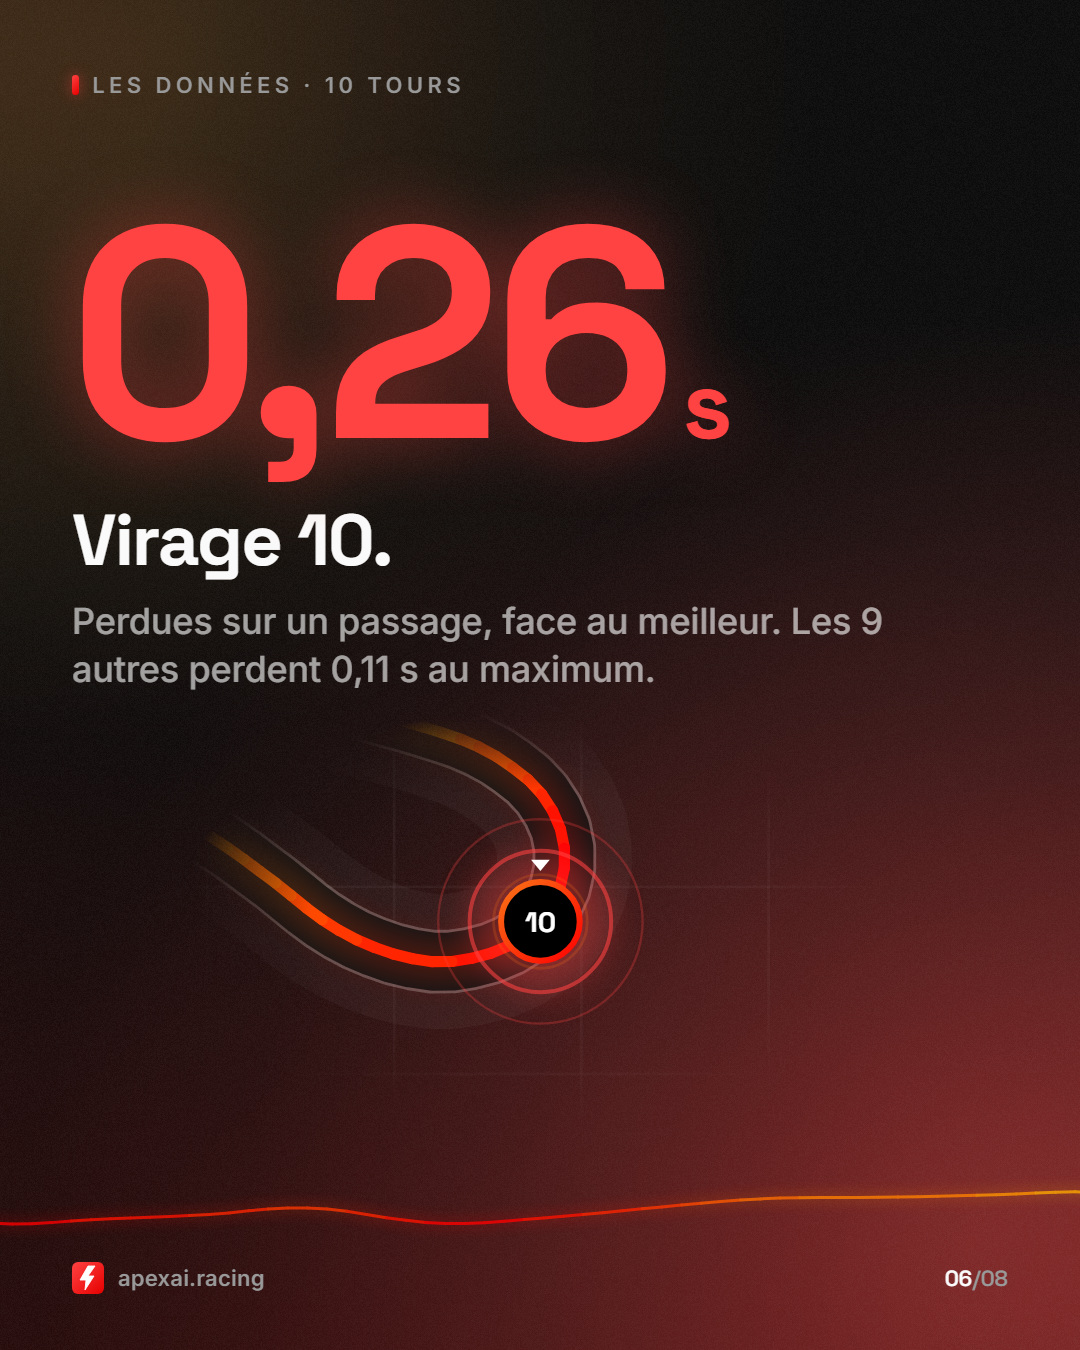 LES DONNÉES · 10 TOURS
0,26 s
Virage 10.
Perdues sur un passage, face au meilleur. Les 9
autres perdent 0,11 s au maximum.
10
apexai.racing
06/08